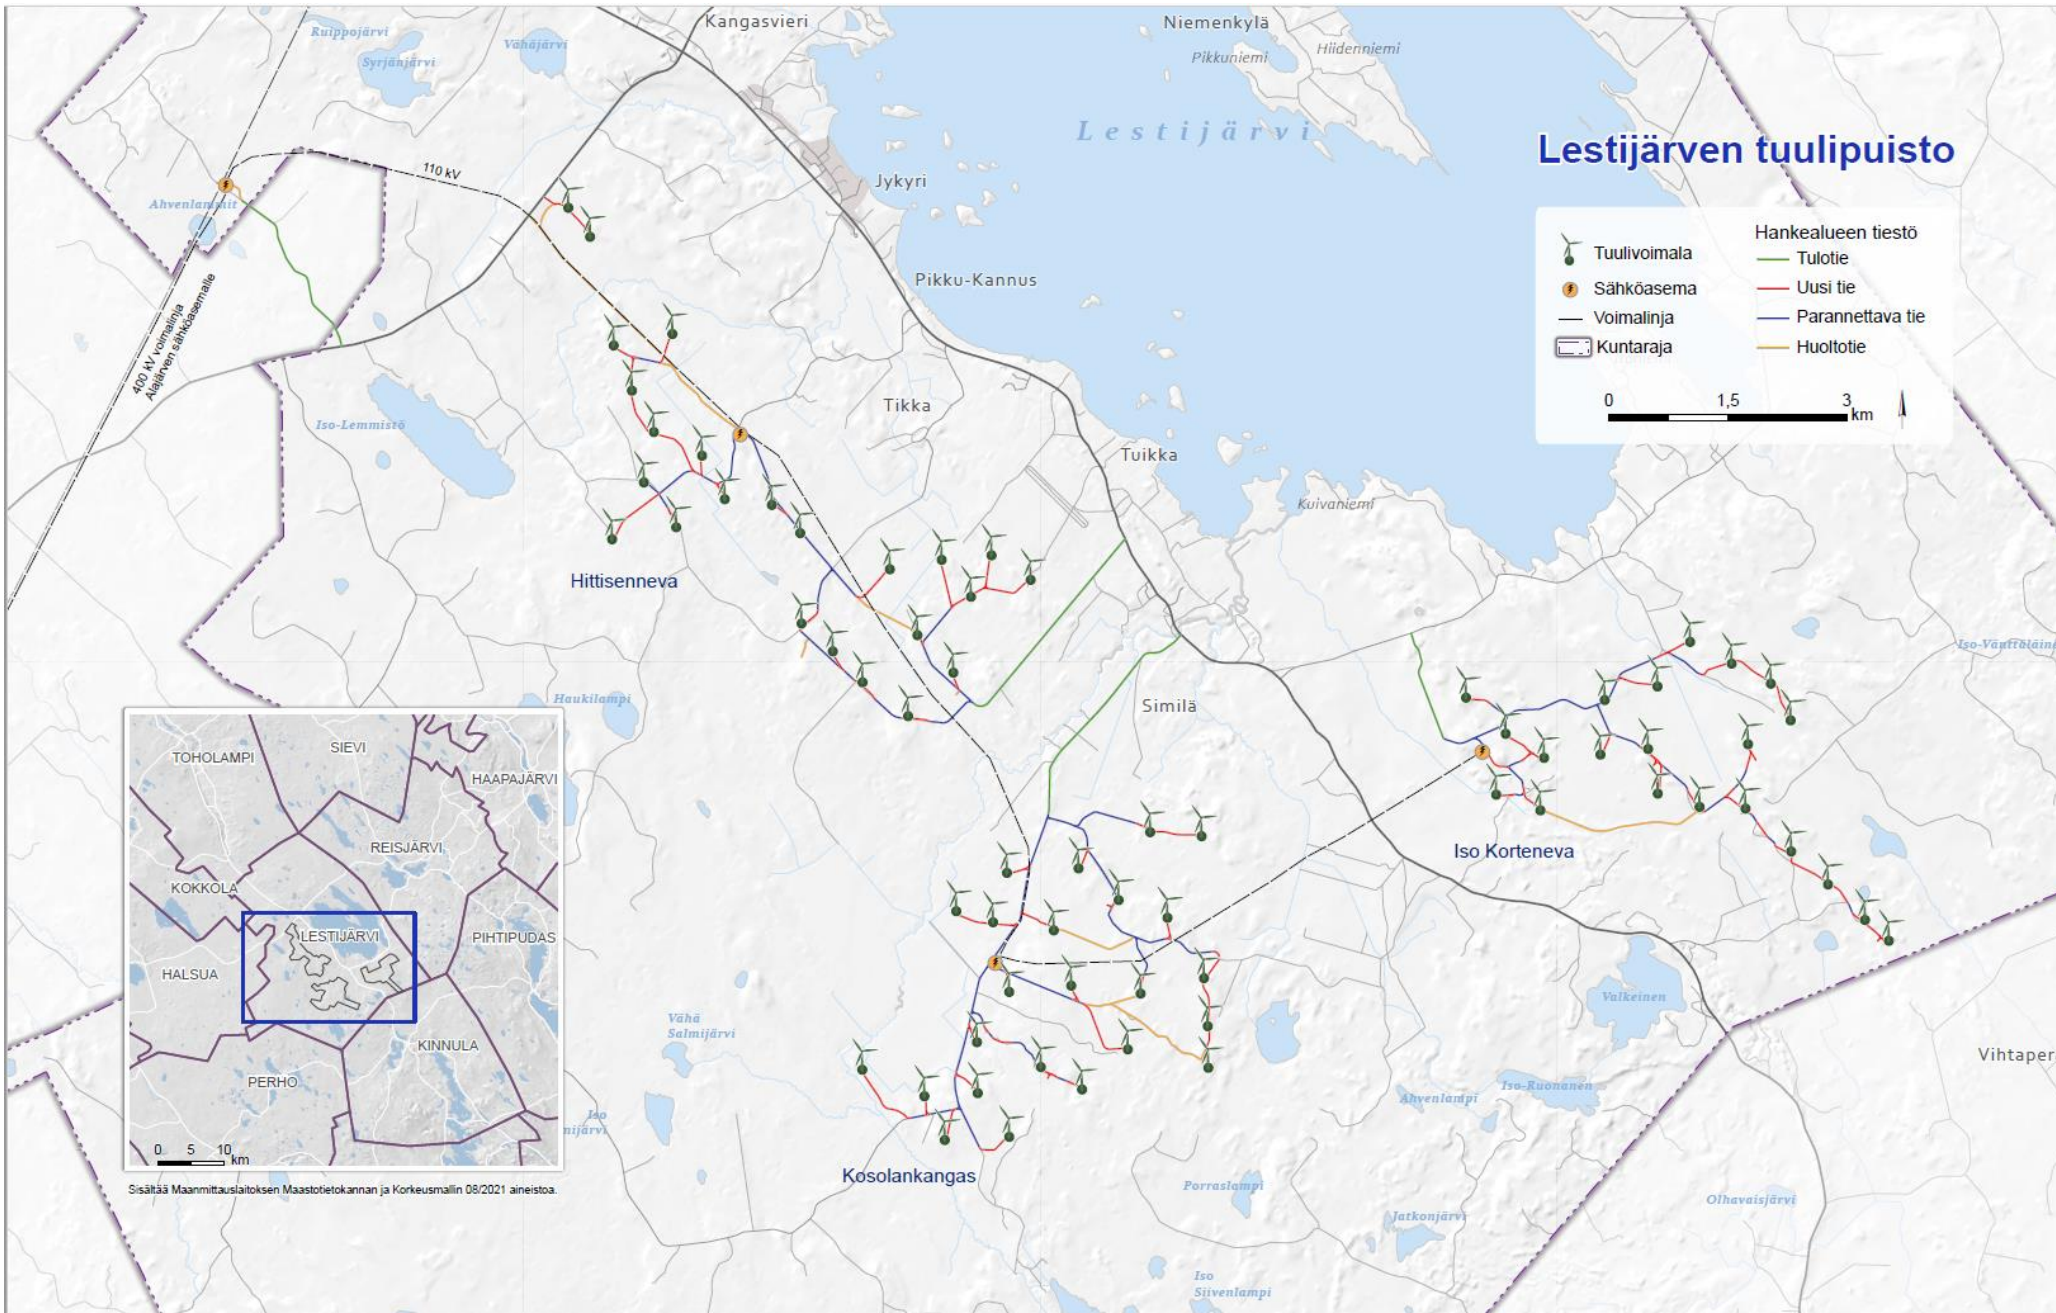 Kangasvieri
Niemenkylä
Ruippojärvi
Vähäjärvi
Syrjänjärvi
Pikkuniemi
Hiidenniemi
Lestijärvi
Lestijärven tuulipuisto
110 kV
Jykyri
Ahvenlammit
Tuulivoimala
Sähköasema
Voimalinja
Kuntaraja
Hankealueen tiestö
Tulotie
Uusi tie
Parannettava tie
Huoltotie
0 1,5 3
km
Pikku-Kannus
400 kV voimalinja
Alajärven sähköasemalle
Iso-Lemmistö
Tikka
Tuikka
Kuivaniemi
Hittisenneva
Haukilampi
Similä
Iso Korteneva
Valkeinen
Vähä
Salmijärvi
Iso-Ruonanen
Ahvenlampi
Iso
Kosolankangas
Porraslampi
Jatkonjärvi
Olhavaisjärvi
Iso
Siivenlampi
TOHOLAMPI
SIEVI
HAAPAJÄRVI
REISJÄRVI
KOKKOLA
LESTIJÄRVI
PIHTIPUDAS
HALSUA
KINNULA
PERHO
0 5 10
km
Sisältää Maanmittauslaitoksen Maastotietokannan ja Korkeusmallin 08/2021 aineistoa.